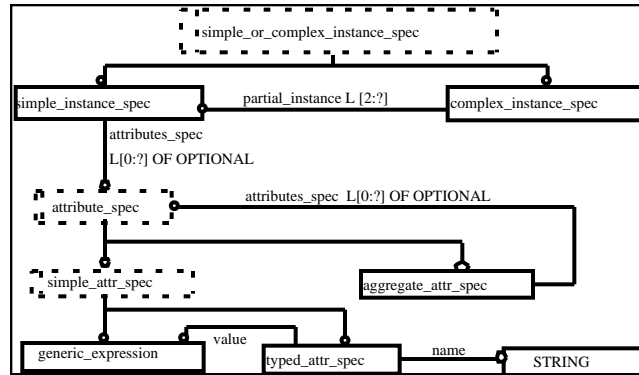 simple_or_complex_instance_spec
simple_instance_spec
partial_instance L [2:?]
complex_instance_spec
attributes_spec
L[0:?] OF OPTIONAL
attributes_spec L[0:?] OF OPTIONAL
attribute_spec
simple_attr_spec
aggregate_attr_spec
generic_expression
value
typed_attr_spec
name
STRING